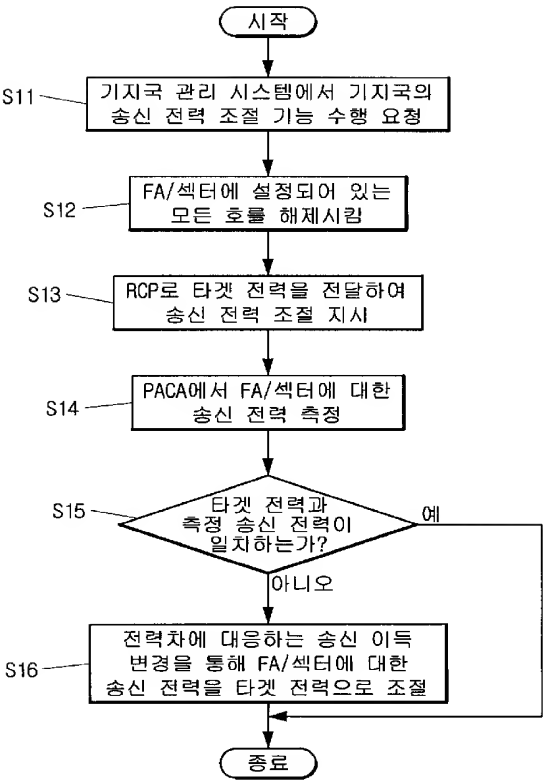 시작
S11
기지국 관리 시스템에서 기지국의
송신 전력 조절 기능 수행 요청
S12
FA/섹터에 설정되어 있는
모든 호를 해제시킴
S13
RCP로 타겟 전력을 전달하여
송신 전력 조절 지시
S14
PACA에서 FA/섹터에 대한
송신 전력 측정
S15
타겟 전력과
측정 송신 전력이
일치하는가?
예
아니오
S16
전력차에 대응하는 송신 이득
변경을 통해 FA/섹터에 대한
송신 전력을 타겟 전력으로 조절
종료